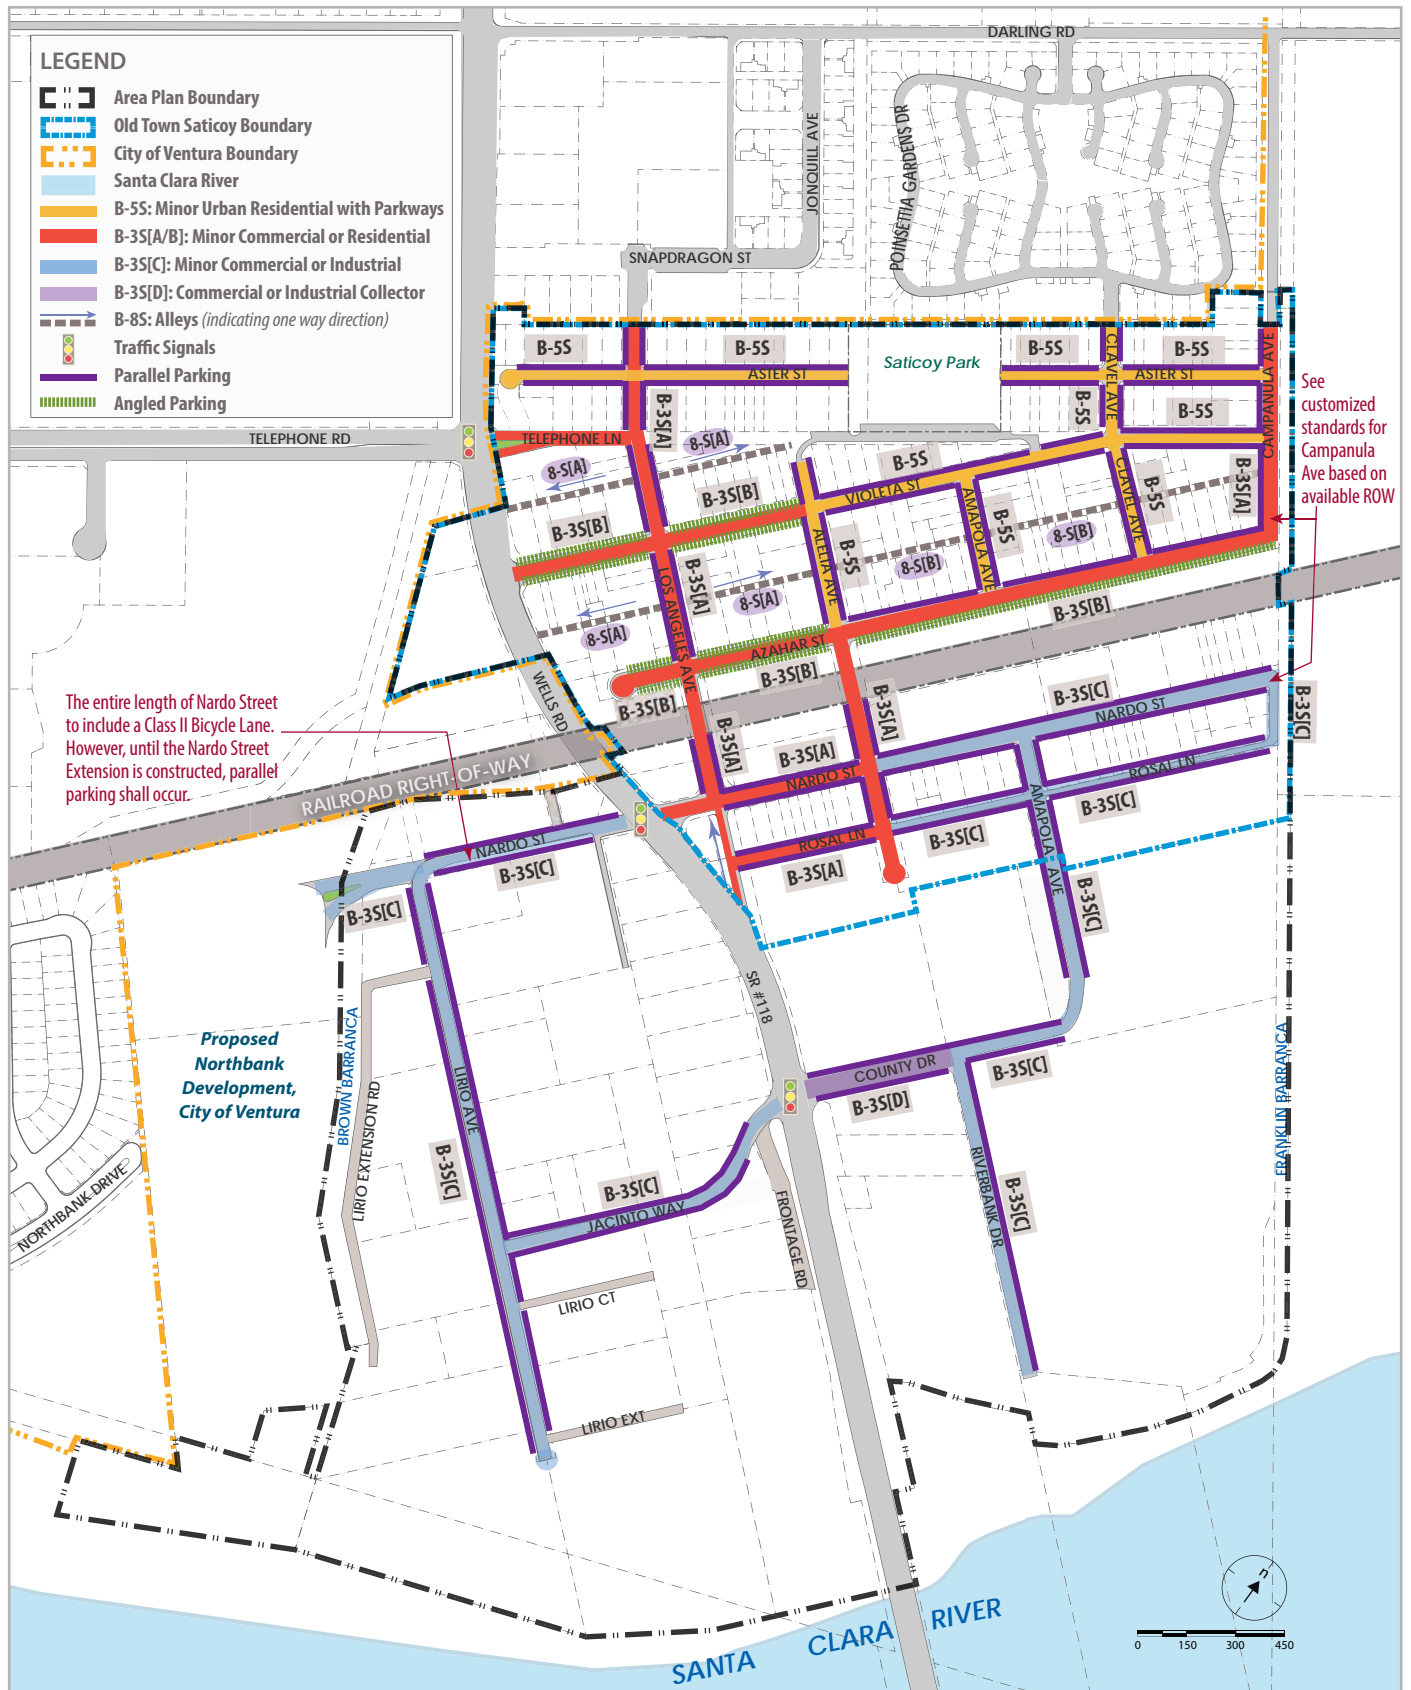 DARLING RD
LEGEND
Area Plan Boundary
Old Town Saticoy Boundary
City of Ventura Boundary
Santa Clara River
B-5S: Minor Urban Residential with Parkways
B-3S[A/B]: Minor Commercial or Residential
B-3S[C]: Minor Commercial or Industrial
B-3S[D]: Commercial or Industrial Collector
B-8S: Alleys (indicating one way direction)
Traffic Signals
Parallel Parking
Angled Parking
JONQUILL AVE
POINSETTIA GARDENS DR
SNAPDRAGON ST
B-5S
B-5S
Saticoy Park
B-5S
CLAVEL AVE
B-5S
CAMPANULA AVE
ASTER ST
ASTER ST
See
customized
standards for
Campanula
Ave based on
available ROW
B-3S[A]
B-5S
B-5S
TELEPHONE RD
TELEPHONE LN
8-S[A]
8-S[A]
B-5S
CLAVEL AVE
B-5S
B-3S[A]
B-3S[B]
VIOLETA ST
AMAPOLA AVE
B-5S
B-3S[B]
8-S[B]
ALELIA AVE
B-5S
8-S[B]
LOS ANGELES AVE
B-3S[A]
8-S[A]
8-S[A]
B-3S[B]
AZAHAR ST
B-3S[B]
B-3S[B]
WELLS RD
The entire length of Nardo Street
to include a Class II Bicycle Lane.
However, until the Nardo Street
Extension is constructed, parallel
parking shall occur.
B-3S[A]
B-3S[A]
B-3S[C]
NARDO ST
B-3S[C]
B-3S[A]
NARDO ST
ROSAL LN
B-3S[C]
AMAPOLA AVE
RAILROAD RIGHT-OF-WAY
NARDO ST
B-3S[C]
ROSAL LN
B-3S[A]
B-3S[C]
B-3S[C]
B-3S[C]
SR #118
BROWN BARRANCA
Proposed
Northbank
Development,
City of Ventura
LIRIO EXTENSION RD
LIRIO AVE
COUNTY DR
B-3S[D]
B-3S[C]
FRANKLIN BARRANCA
B-3S[C]
NORTHBANK DRIVE
B-3S[C]
JACINTO WAY
FRONTAGE RD
RIVERBANK DR
B-3S[C]
LIRIO CT
LIRIO EXT
n
SANTA CLARA RIVER
0 150 300 450